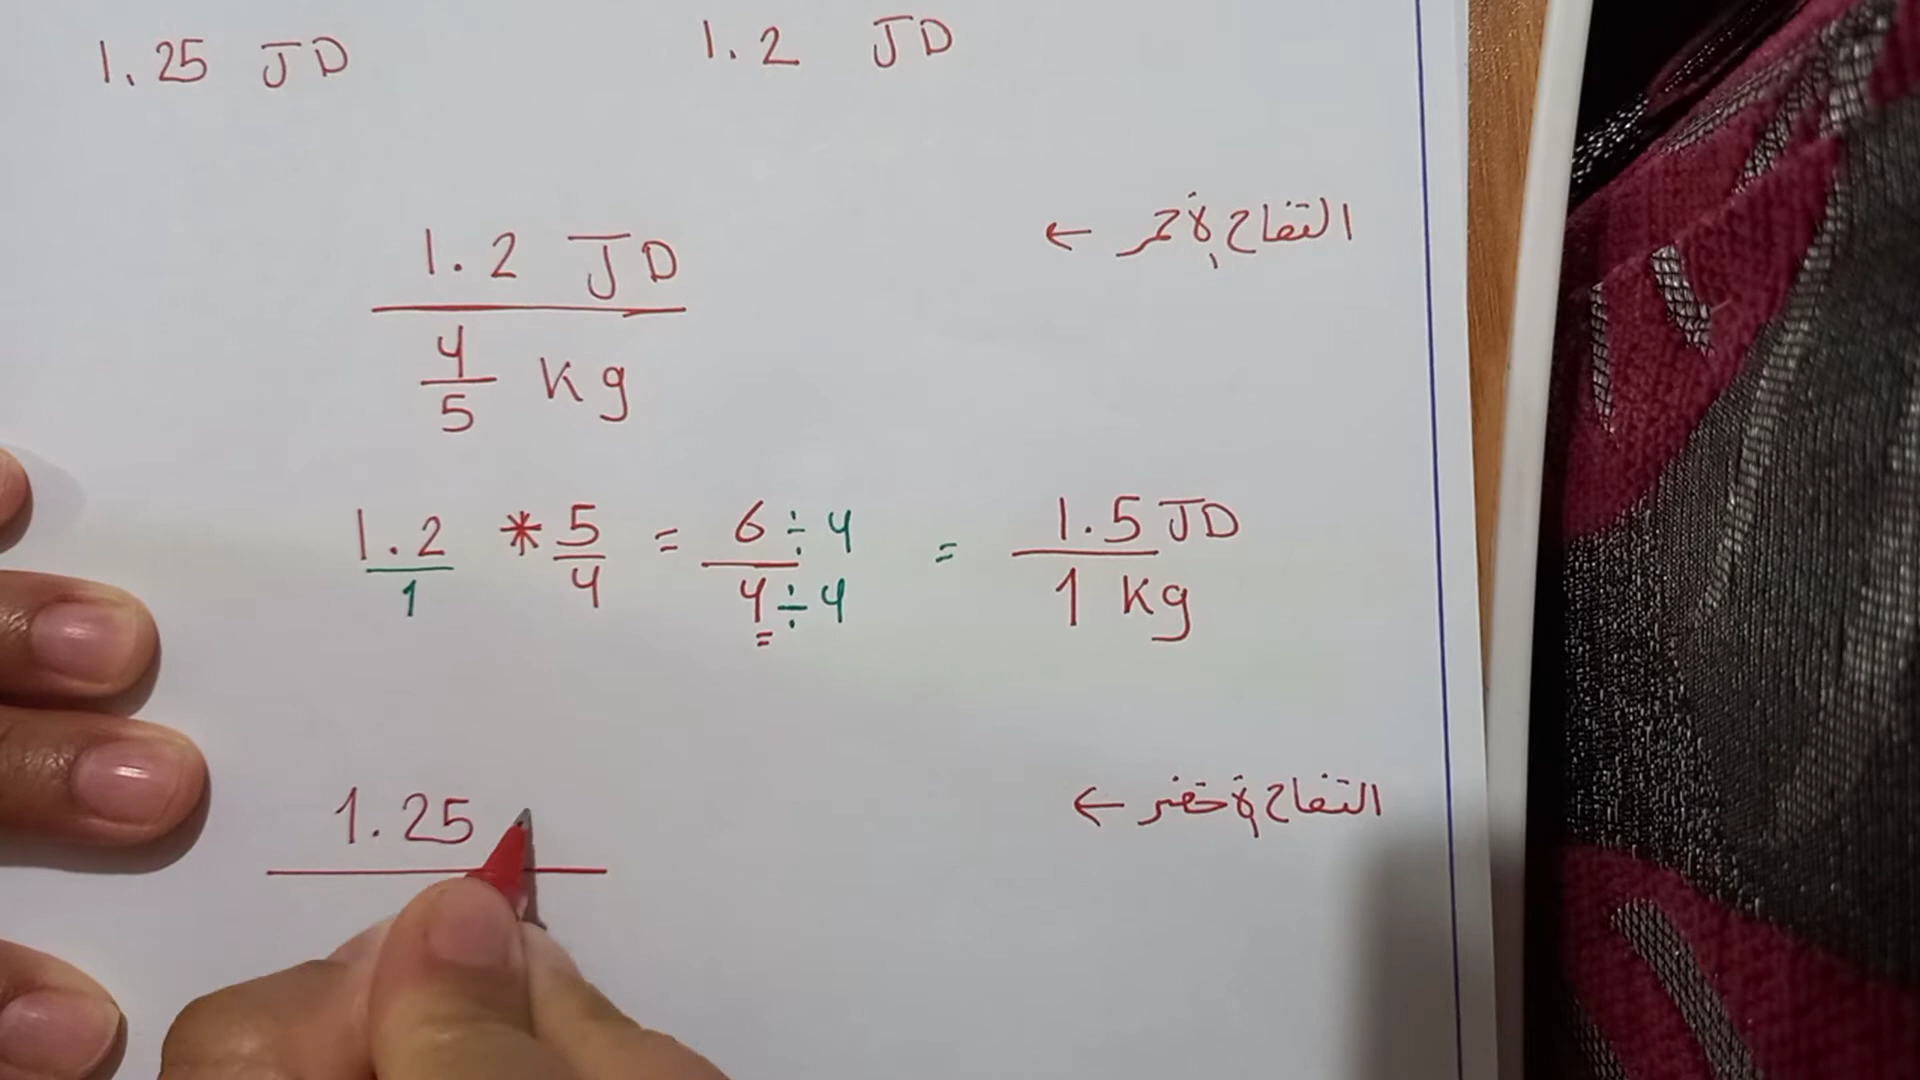 1.25 JD 1.2 JD
التفاح الأحمر ←
1.2 JD
4/5 Kg
1.2/1 * 5/4 = 6÷4/4÷4 = 1.5 JD/1 Kg
التفاح الأخضر ←
1.25